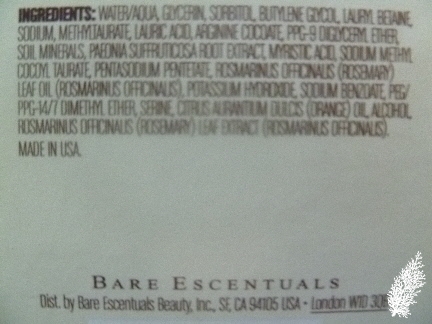 INGREDIENTS: WATER/AQUA, GLYCERIN, SORBITOL, BUTYLENE GLYCOL, LAURYL BETAINE,
SODIUM, METHYLTAURATE, LAURIC ACID, ARGININE COCOATE, PPG-9 DIGLYCERYL ETHER,
SOIL MINERALS, PAEONIA SUFFRUTICOSA ROOT EXTRACT, MYRISTIC ACID, SODIUM METHYL
COCOYL TAURATE, PENTASODIUM PENTETATE, ROSMARINUS OFFICINALIS (ROSEMARY)
LEAF OIL (ROSMARINUS OFFICINALIS), POTASSIUM HYDROXIDE, SODIUM BENZOATE, PEG/
PPG-14/7 DIMETHYL ETHER, SERINE, CITRUS AURANTIUM DULCIS (ORANGE) OIL, ALCOHOL,
ROSMARINUS OFFICINALIS (ROSEMARY) LEAF EXTRACT (ROSMARINUS OFFICINALIS).
MADE IN USA.
BARE ESCENTUALS
Dist. by Bare Escentuals Beauty, Inc., SF, CA 94105 USA • London W1D